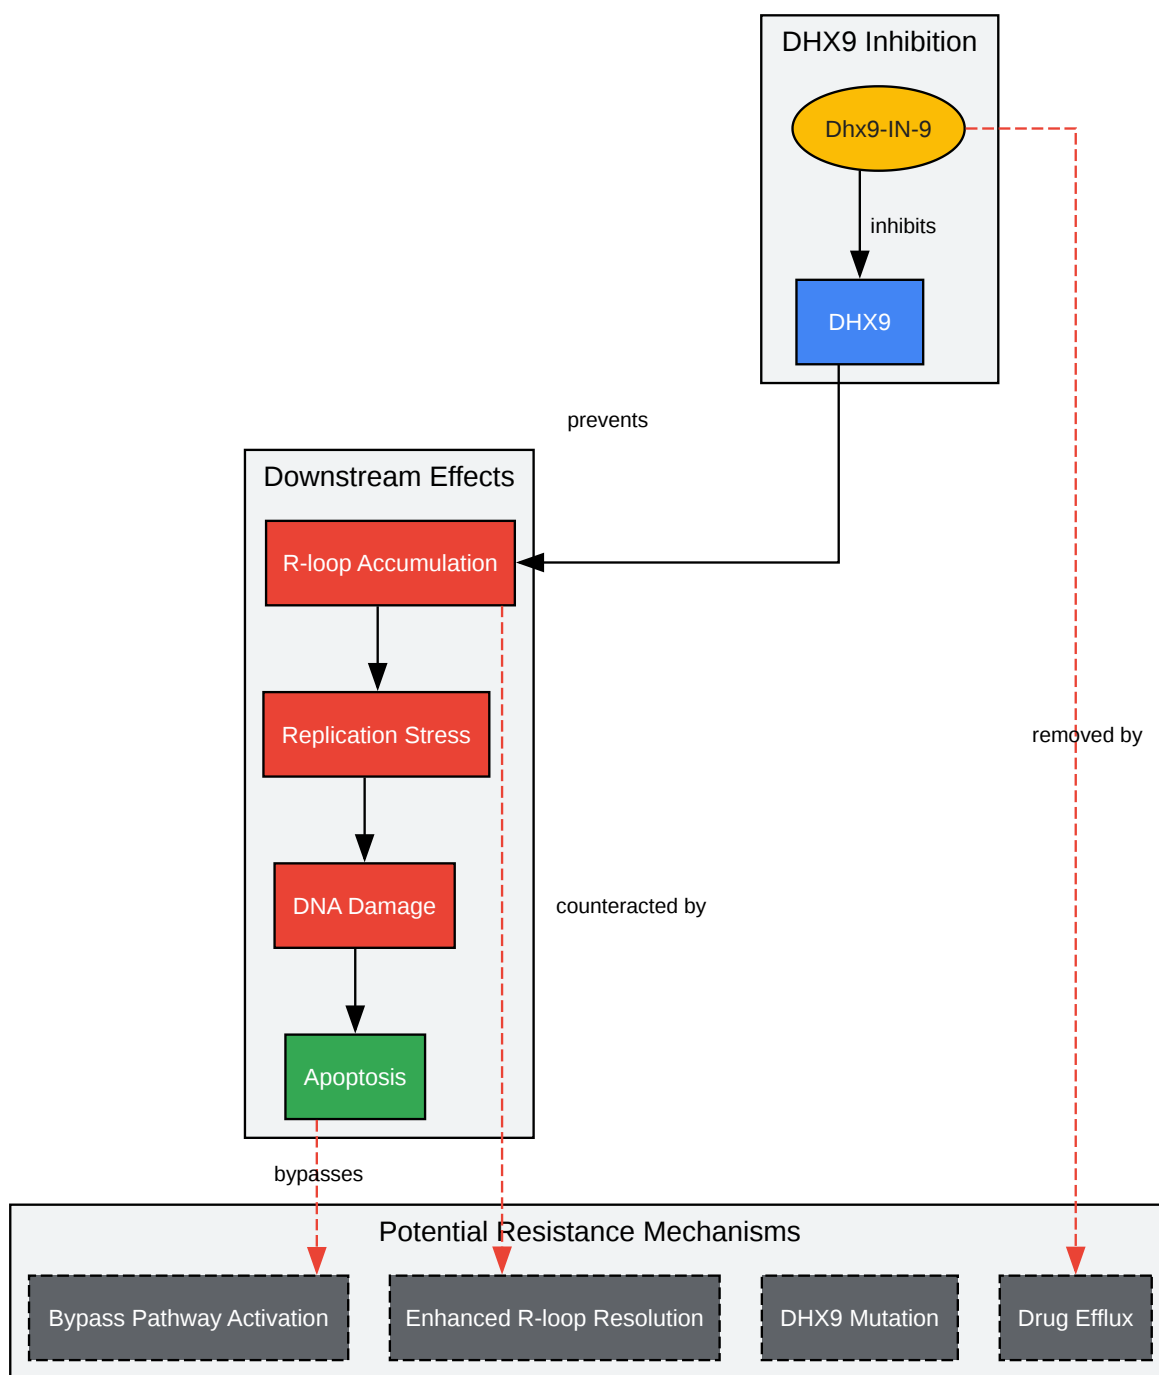 DHX9 Inhibition
Dhx9-IN-9
inhibits
DHX9
prevents
Downstream Effects
R-loop Accumulation
Replication Stress
removed by
DNA Damage
counteracted by
Apoptosis
bypasses
Potential Resistance Mechanisms
Bypass Pathway Activation
Enhanced R-loop Resolution
DHX9 Mutation
Drug Efflux